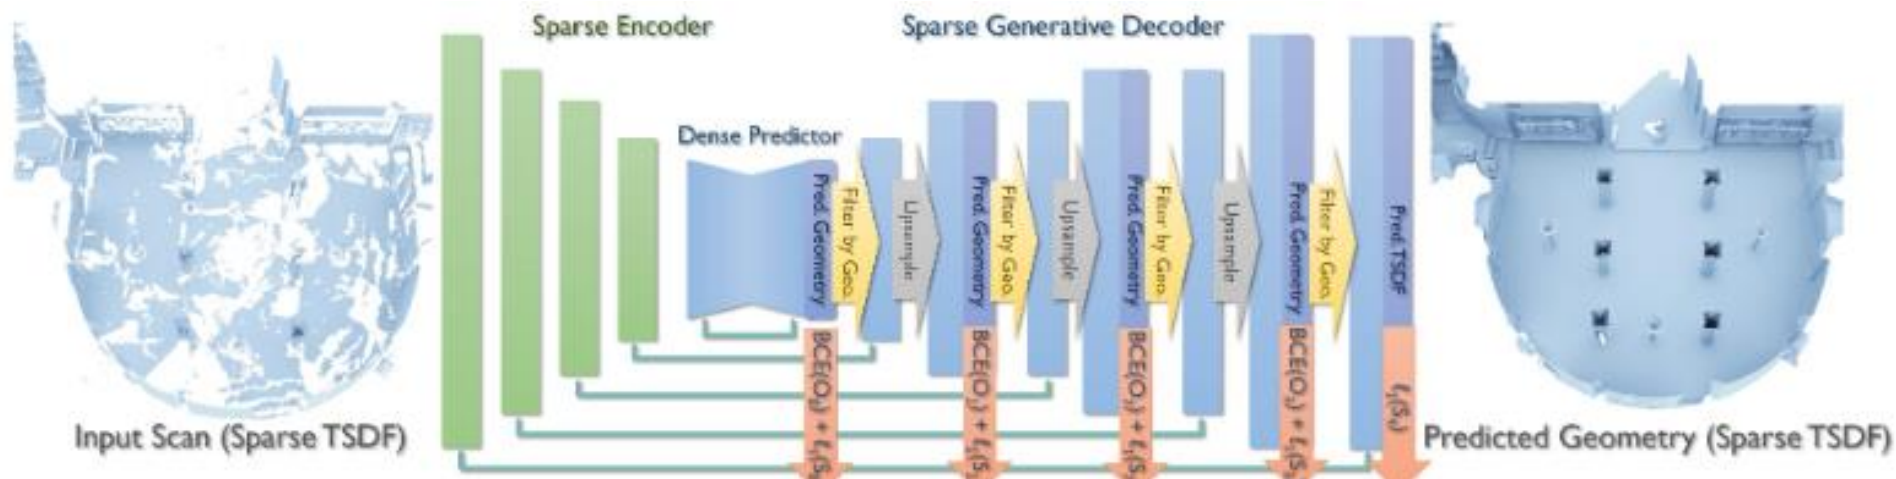 Sparse Encoder
Sparse Generative Decoder
Dense Predictor
Pred. Geometry
Filter by Geo.
Upsample
Pred. Geometry
Filter by Geo.
Upsample
Pred. Geometry
Filter by Geo.
Upsample
Pred. Geometry
Filter by Geo.
Pred. TSDF
Input Scan (Sparse TSDF)
Predicted Geometry (Sparse TSDF)